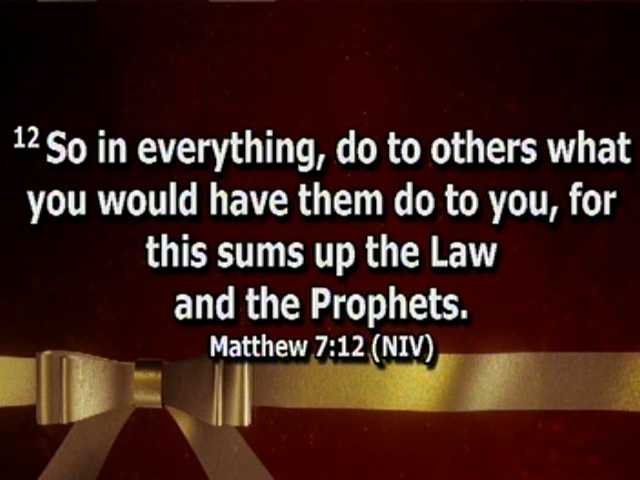 12 So in everything, do to others what
you would have them do to you, for
this sums up the Law
and the Prophets.
Matthew 7:12 (NIV)